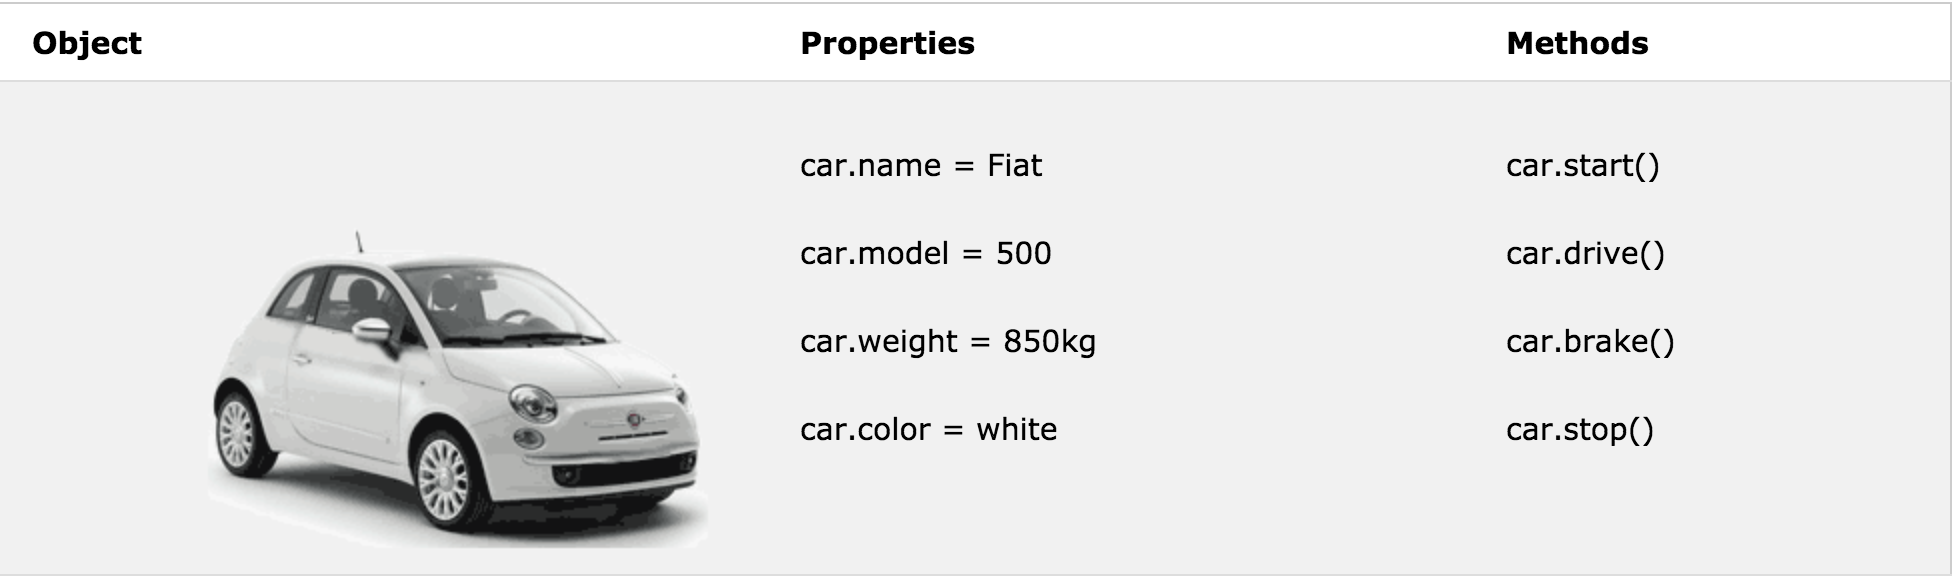 Object Properties Methods
car.name = Fiat car.start()
car.model = 500 car.drive()
car.weight = 850kg car.brake()
car.color = white car.stop()